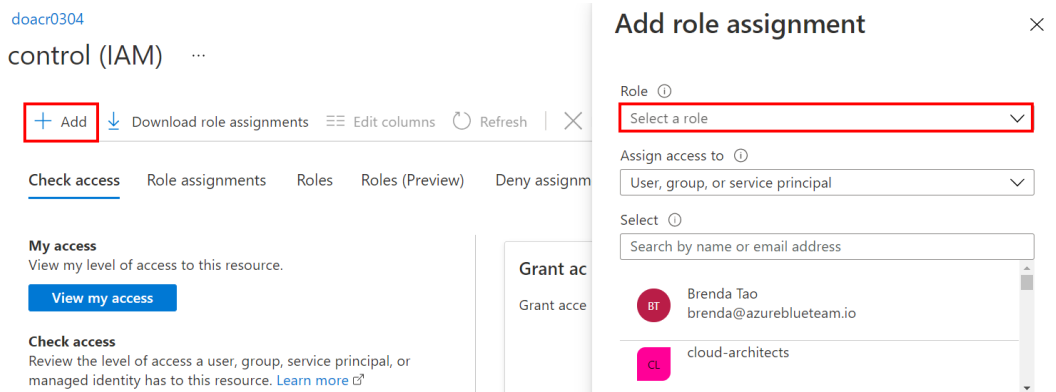 doacr0304
control (IAM) ...
Add Download role assignments Edit columns Refresh
Check access Role assignments Roles Roles (Preview) Deny assignm
My access
View my level of access to this resource.
View my access
Check access
Review the level of access a user, group, service principal, or
managed identity has to this resource. Learn more
Grant ac
Grant acce
Add role assignment
Role
Select a role
Assign access to
User, group, or service principal
Select
Search by name or email address
BT
Brenda Tao
brenda@azureblueteam.io
CL
cloud-architects